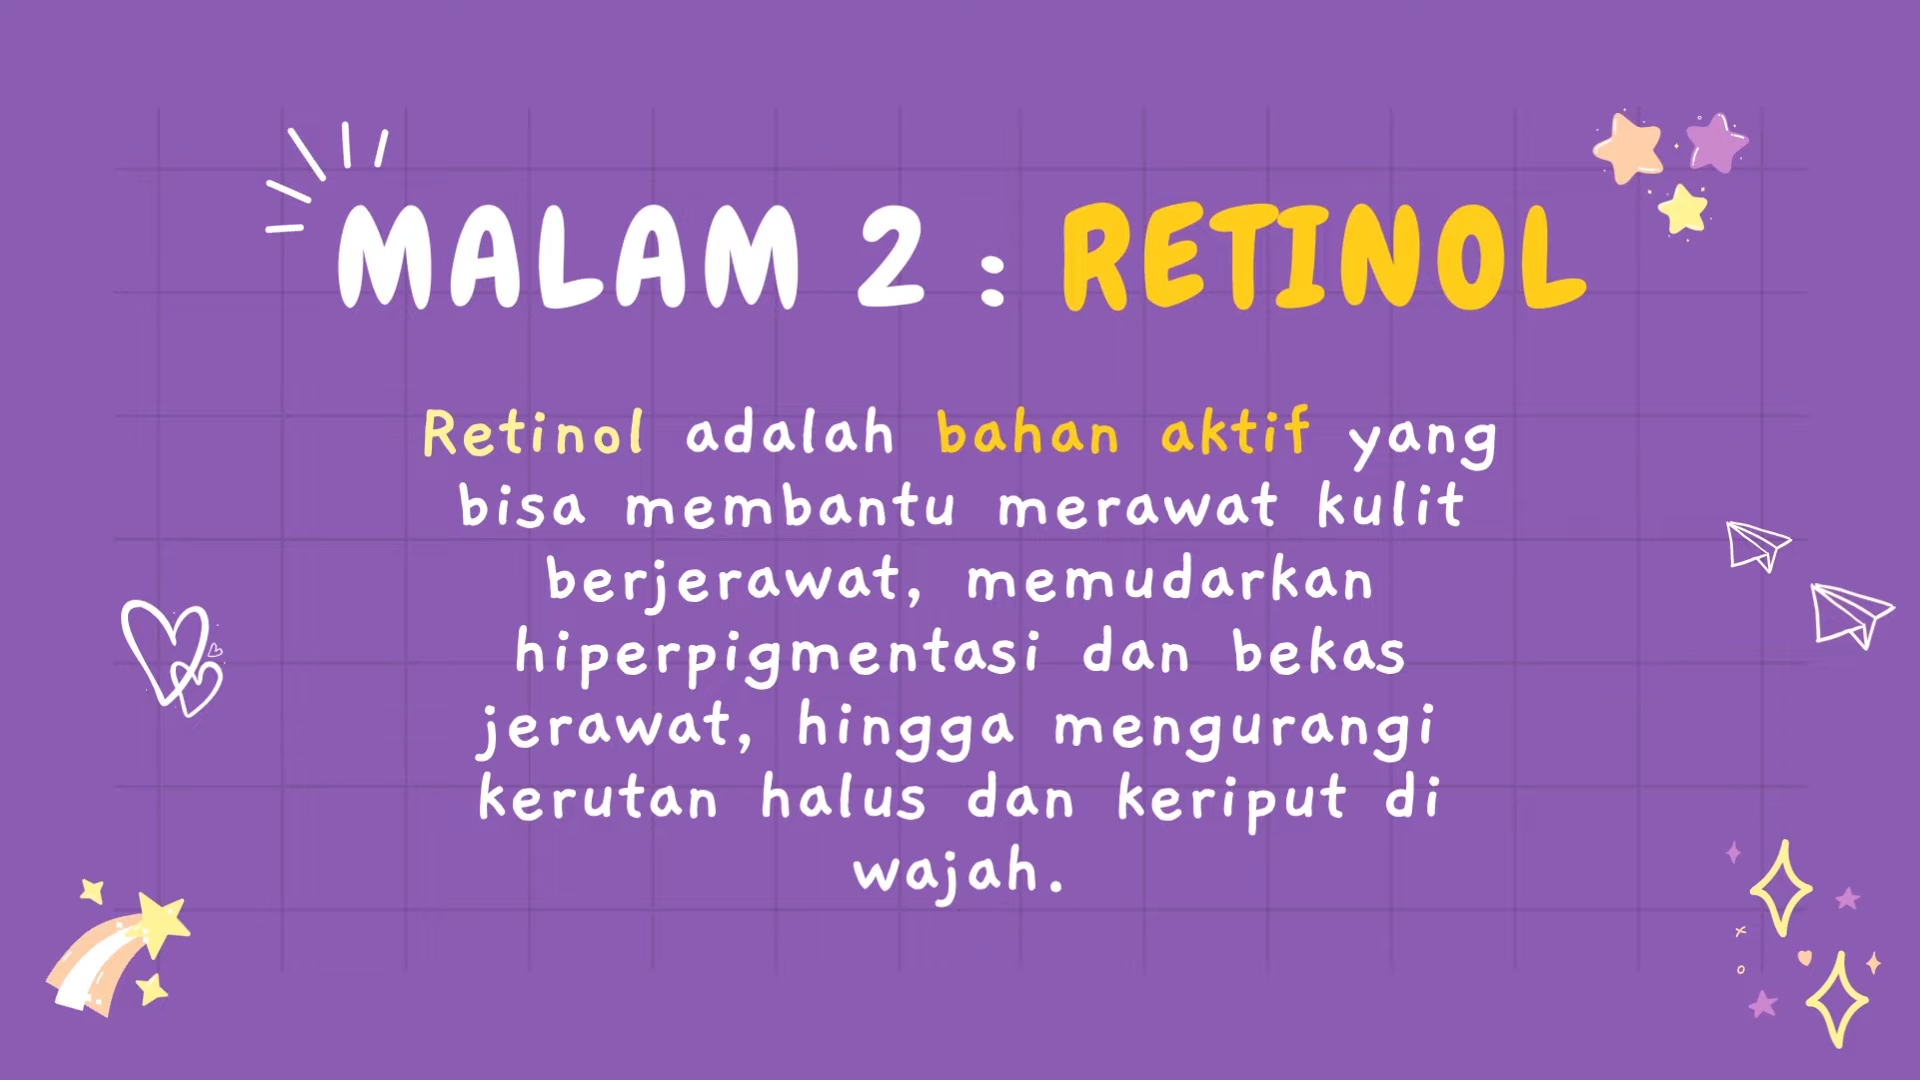 MALAM 2 : RETINOL
Retinol adalah bahan aktif yang
bisa membantu merawat kulit
berjerawat, memudarkan
hiperpigmentasi dan bekas
jerawat, hingga mengurangi
kerutan halus dan keriput di
wajah.